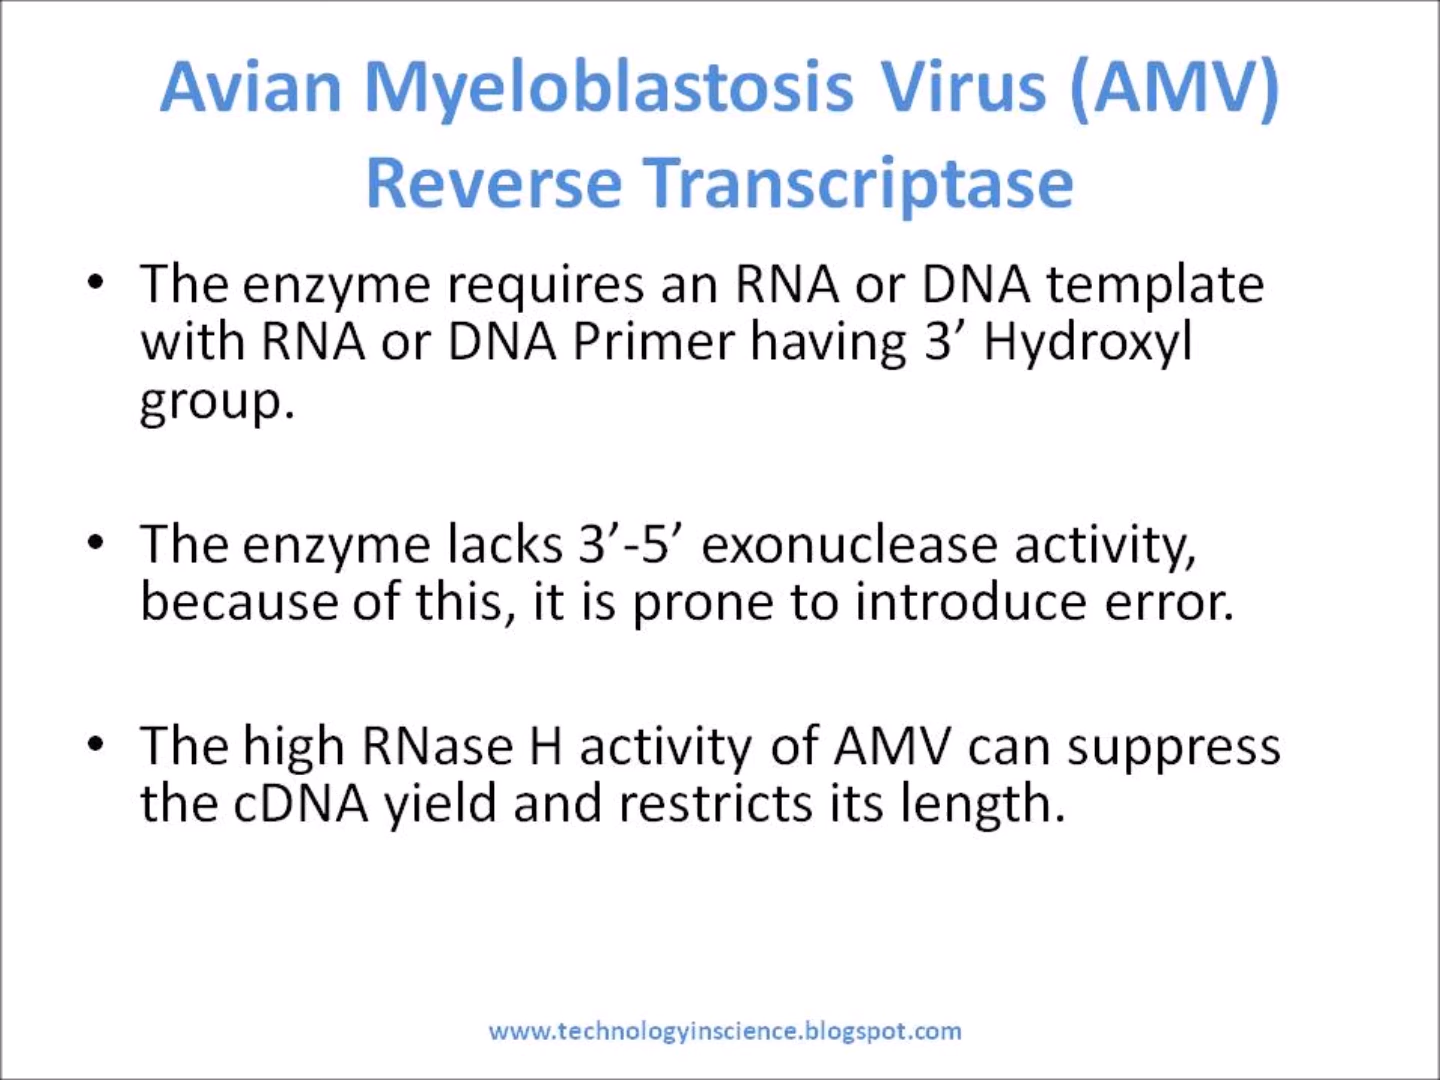 Avian Myeloblastosis Virus (AMV)
Reverse Transcriptase
• The enzyme requires an RNA or DNA template
with RNA or DNA Primer having 3’ Hydroxyl
group.
• The enzyme lacks 3’-5’ exonuclease activity,
because of this, it is prone to introduce error.
• The high RNase H activity of AMV can suppress
the cDNA yield and restricts its length.
www.technologyinscience.blogspot.com